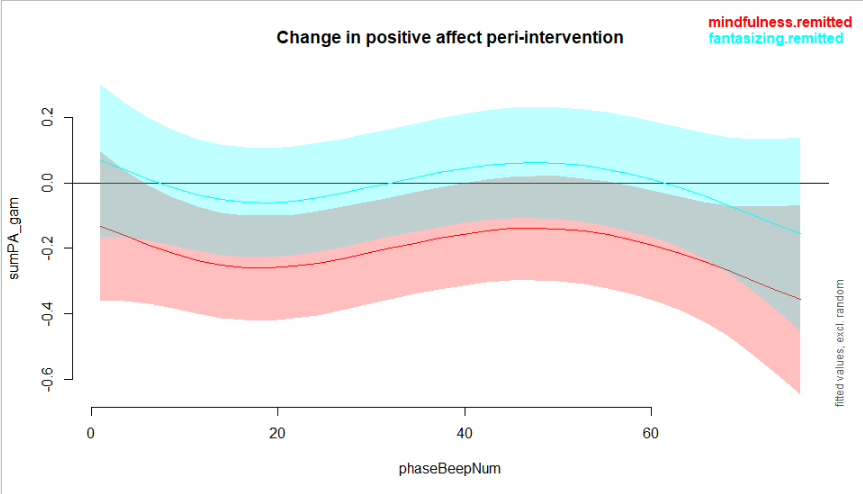 mindfulness.remitted
fantasizing.remitted
Change in positive affect peri-intervention
sumPA_gam
0.2
0.0
-0.2
-0.4
-0.6
0 20 40 60
phaseBeepNum
fitted values, excl. random